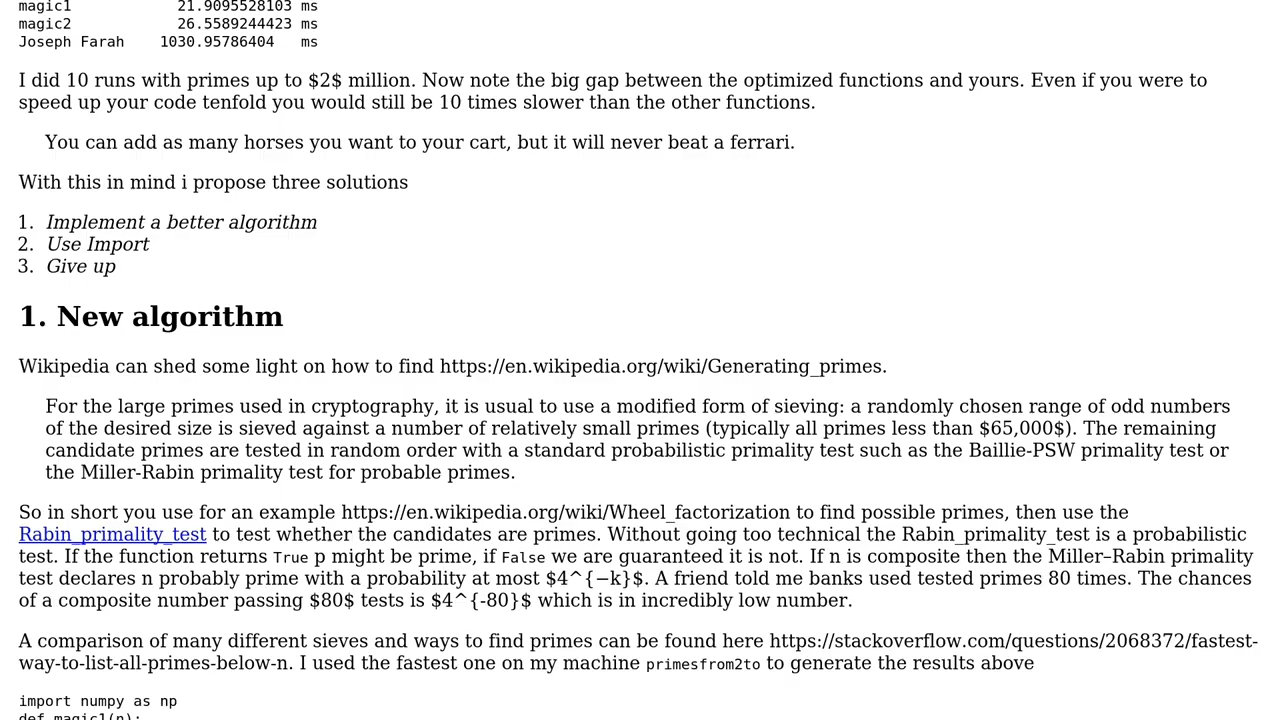 magic1            21.9095528103 ms
magic2            26.5589244423 ms
Joseph Farah    1030.95786404   ms
I did 10 runs with primes up to $2$ million. Now note the big gap between the optimized functions and yours. Even if you were to
speed up your code tenfold you would still be 10 times slower than the other functions.
You can add as many horses you want to your cart, but it will never beat a ferrari.
With this in mind i propose three solutions
1. Implement a better algorithm
2. Use Import
3. Give up
1. New algorithm
Wikipedia can shed some light on how to find https://en.wikipedia.org/wiki/Generating_primes.
For the large primes used in cryptography, it is usual to use a modified form of sieving: a randomly chosen range of odd numbers
of the desired size is sieved against a number of relatively small primes (typically all primes less than $65,000$). The remaining
candidate primes are tested in random order with a standard probabilistic primality test such as the Baillie-PSW primality test or
the Miller-Rabin primality test for probable primes.
So in short you use for an example https://en.wikipedia.org/wiki/Wheel_factorization to find possible primes, then use the
Rabin_primality_test to test whether the candidates are primes. Without going too technical the Rabin_primality_test is a probabilistic
test. If the function returns True p might be prime, if False we are guaranteed it is not. If n is composite then the Miller–Rabin primality
test declares n probably prime with a probability at most $4^{−k}$. A friend told me banks used tested primes 80 times. The chances
of a composite number passing $80$ tests is $4^{-80}$ which is in incredibly low number.
A comparison of many different sieves and ways to find primes can be found here https://stackoverflow.com/questions/2068372/fastest-
way-to-list-all-primes-below-n. I used the fastest one on my machine primesfrom2to to generate the results above
import numpy as np
def magic1(n):